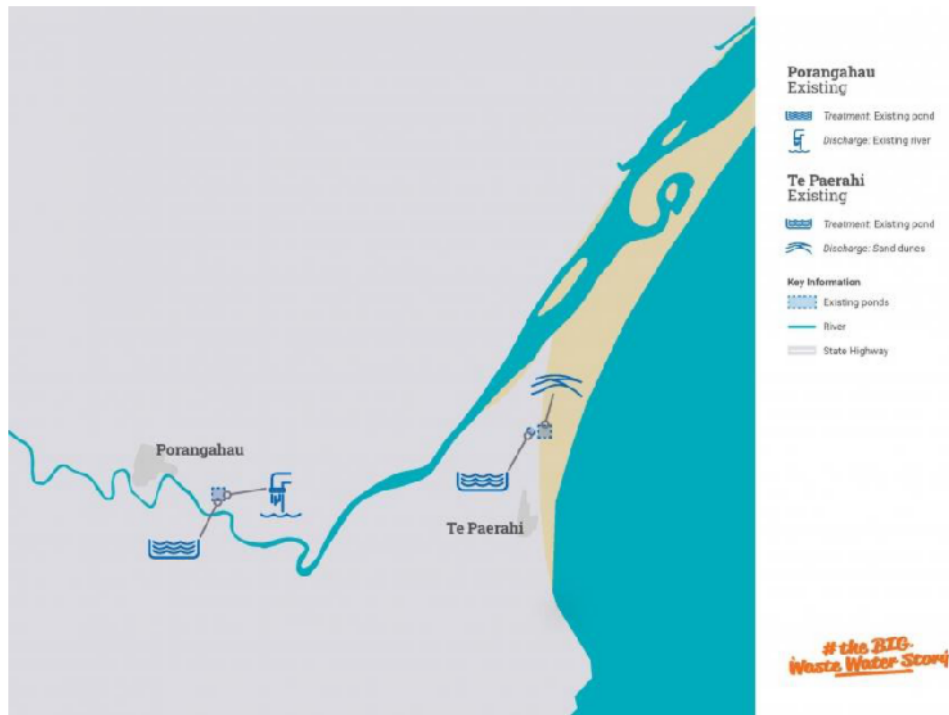 Porangahau
Existing
Treatment: Existing pond
Discharge: Existing river
Te Paerahi
Existing
Treatment: Existing pond
Discharge: Sand dunes
Key Information
Existing ponds
River
State Highway
Porangahau
Te Paerahi
# the BIG
Waste Water Story